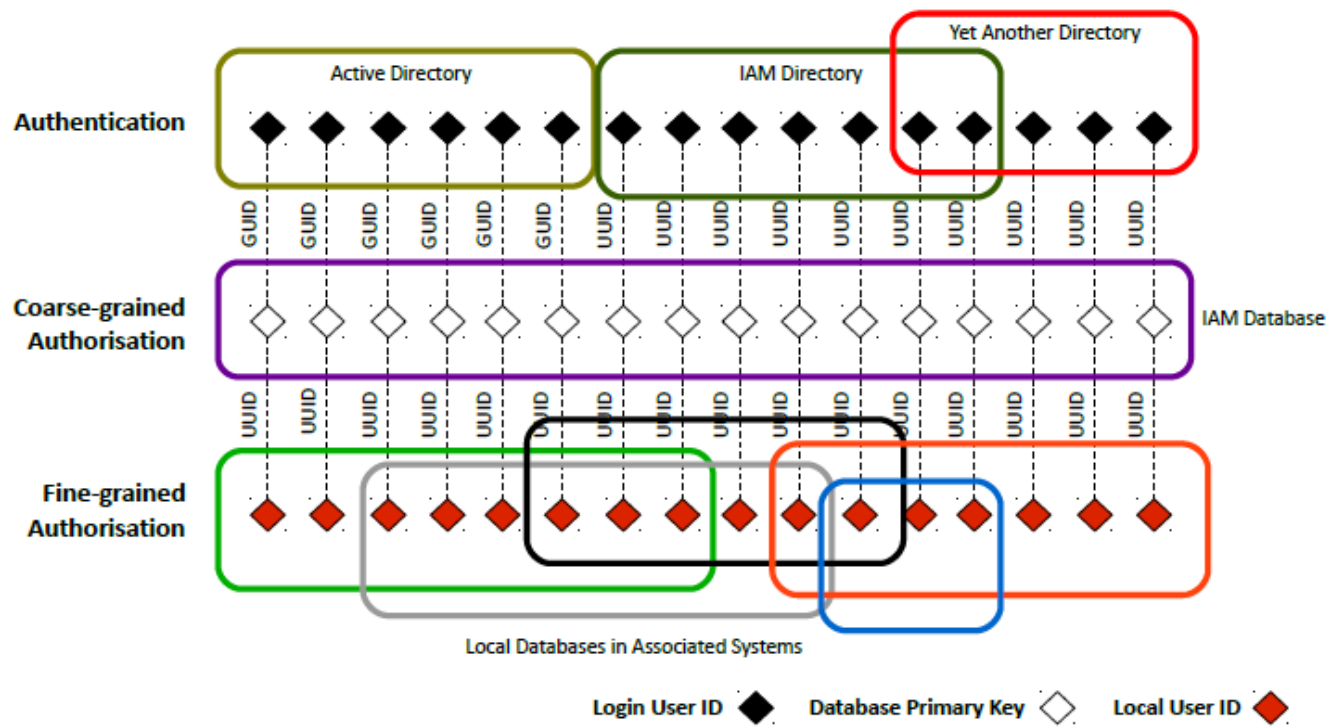 Yet Another Directory
Active Directory
IAM Directory
Authentication
GUID GUID GUID GUID GUID GUID UUID UUID UUID UUID UUID UUID UUID UUID UUID UUID
Coarse-grained
Authorisation
IAM Database
UUID UUID UUID UUID UUID UUID UUID UUID UUID UUID UUID UUID UUID UUID UUID UUID
Fine-grained
Authorisation
Local Databases in Associated Systems
Login User ID Database Primary Key Local User ID